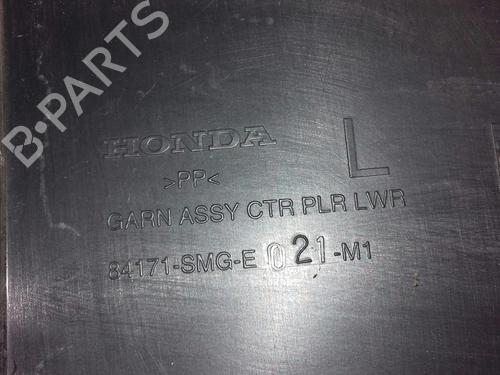 B-PARTS
HONDA
L
>PP<
GARN ASSY CTR PLR LWR
84171-SMG-E 021-M1